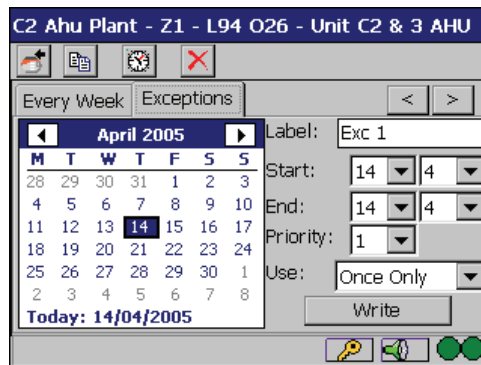 C2 Ahu Plant - Z1 - L94 O26 - Unit C2 & 3 AHU
Every Week Exceptions < >
April 2005
M T W T F S S
28 29 30 31 1 2 3
4 5 6 7 8 9 10
11 12 13 14 15 16 17
18 19 20 21 22 23 24
25 26 27 28 29 30 1
2 3 4 5 6 7 8
Today: 14/04/2005
Label: Exc 1
Start: 14 4
End: 14 4
Priority: 1
Use: Once Only
Write